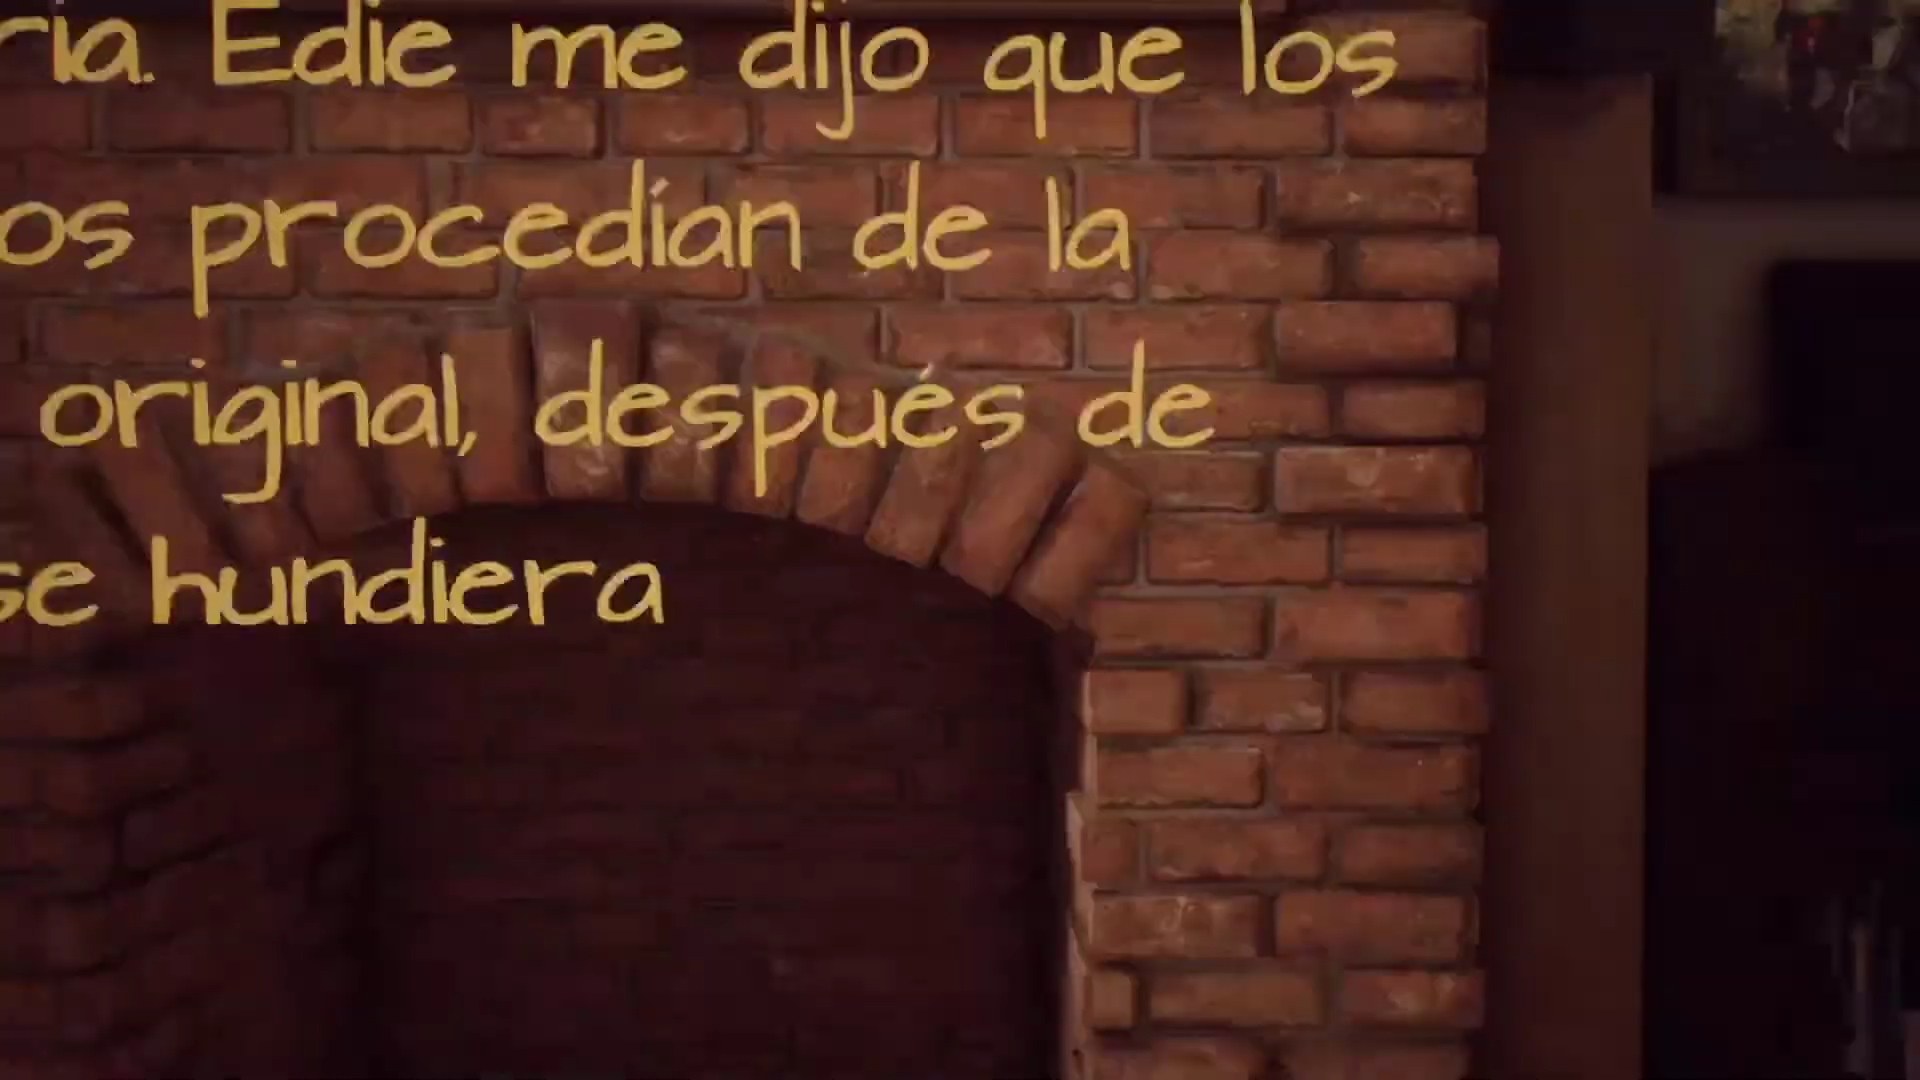 ria. Edie me dijo que los
os procedían de la
original, después de
se hundiera